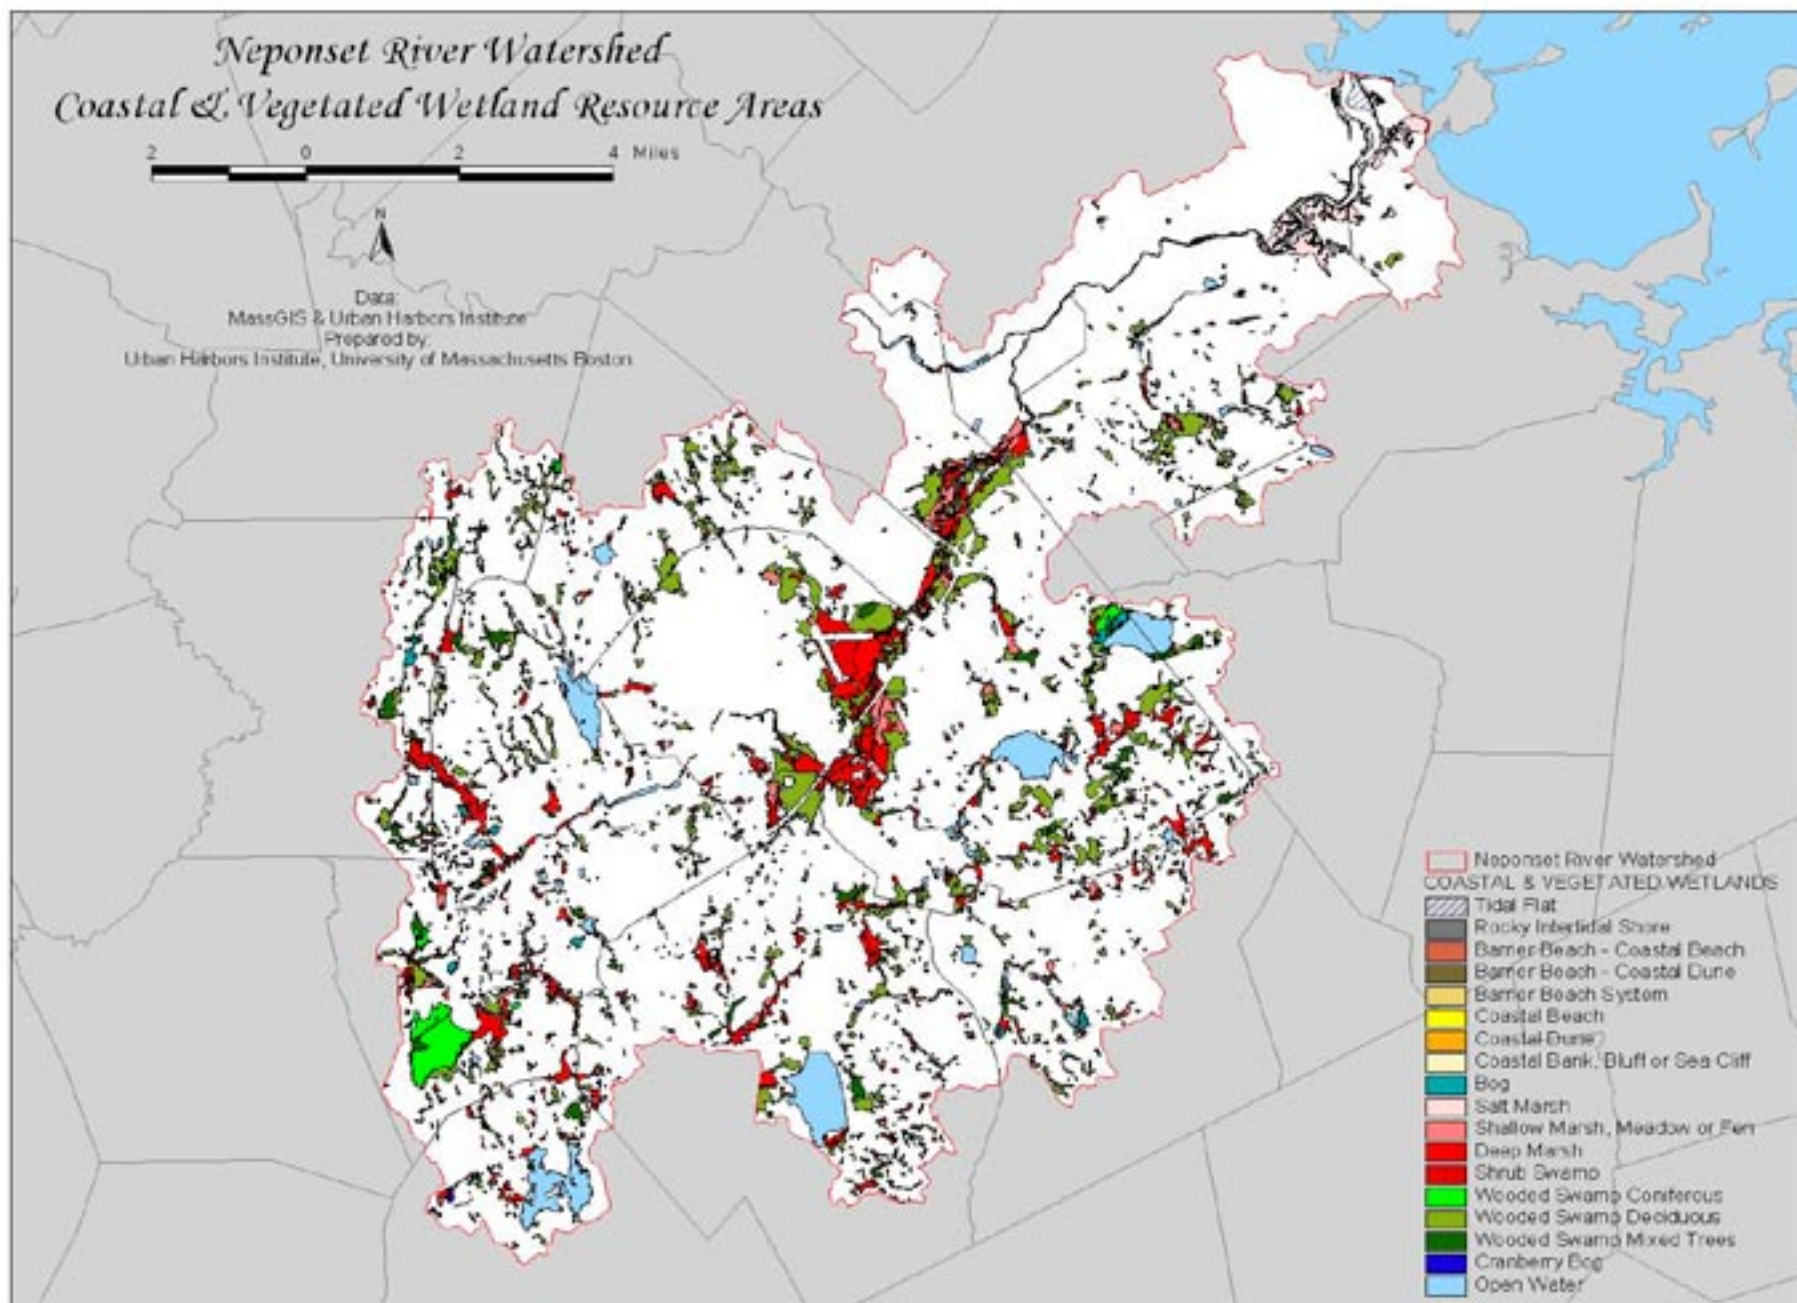 Neponset River Watershed
Coastal & Vegetated Wetland Resource Areas
2 0 2 4 Miles
N
Data:
MassGIS & Urban Harbors Institute
Prepared by:
Urban Harbors Institute, University of Massachusetts Boston
Neponset River Watershed
COASTAL & VEGETATED WETLANDS
Tidal Flat
Rocky Intertidal Shore
Barrier Beach - Coastal Beach
Barrier Beach - Coastal Dune
Barrier Beach System
Coastal Beach
Coastal Dune
Coastal Bank, Bluff or Sea Cliff
Bog
Salt Marsh
Shallow Marsh, Meadow or Fen
Deep Marsh
Shrub Swamp
Wooded Swamp Coniferous
Wooded Swamp Deciduous
Wooded Swamp Mixed Trees
Cranberry Bog
Open Water